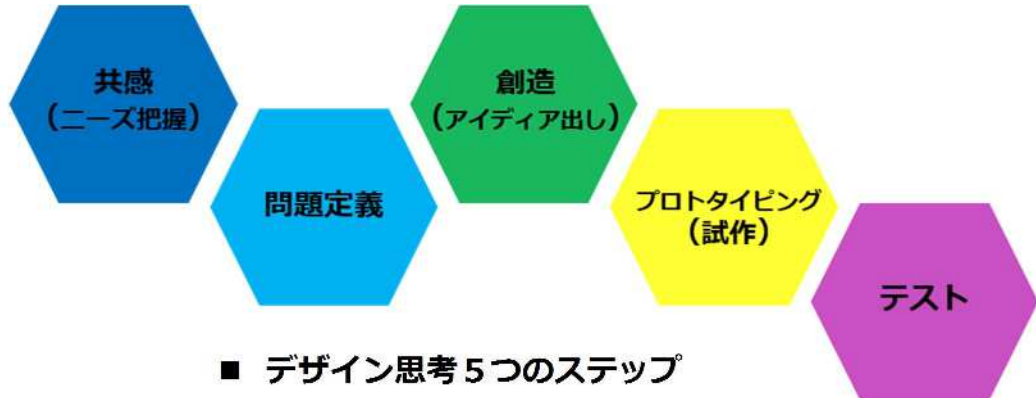 共感
（ニーズ把握）
問題定義
創造
（アイディア出し）
プロトタイピング
（試作）
テスト
■ デザイン思考５つのステップ